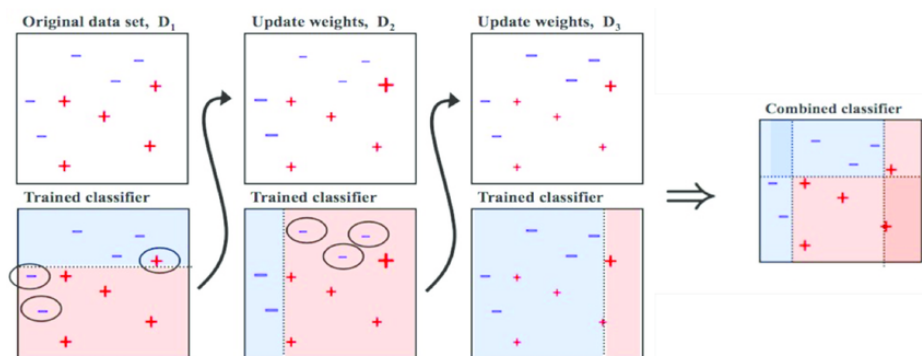 Original data set, D₁
Update weights, D₂
Update weights, D₃
Combined classifier
Trained classifier
Trained classifier
Trained classifier